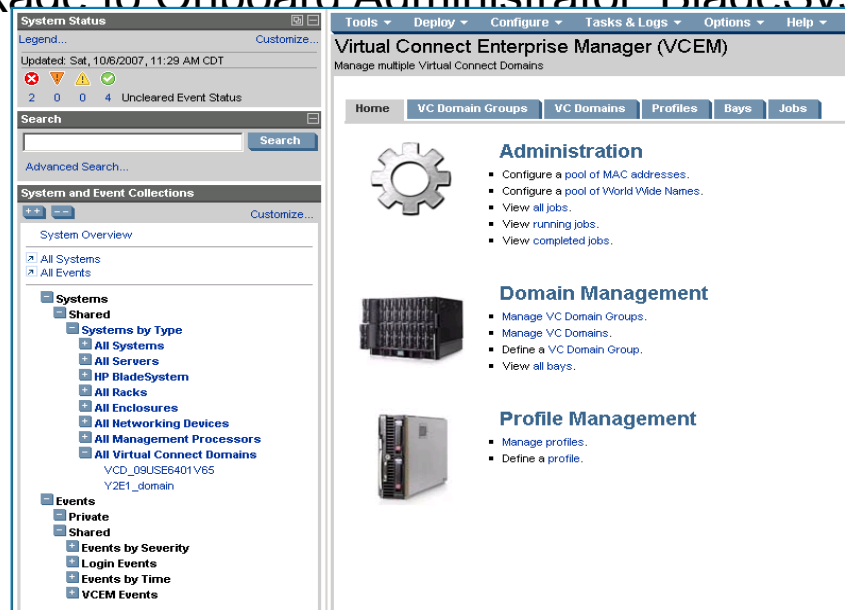 to Onboard Administrator
System Status
Legend... Customize...
Updated: Sat, 10/6/2007, 11:29 AM CDT
2 0 0 4 Uncleared Event Status
Search
Search
Advanced Search...
System and Event Collections
Customize...
System Overview
All Systems
All Events
Systems
Shared
Systems by Type
All Systems
All Servers
HP BladeSystem
All Racks
All Enclosures
All Networking Devices
All Management Processors
All Virtual Connect Domains
VCD_09USE6401V65
Y2E1_domain
Events
Private
Shared
Events by Severity
Login Events
Events by Time
VCEM Events
Tools Deploy Configure Tasks & Logs Options Help
Virtual Connect Enterprise Manager (VCEM)
Manage multiple Virtual Connect Domains
Home VC Domain Groups VC Domains Profiles Bays Jobs
Administration
Configure a pool of MAC addresses.
Configure a pool of World Wide Names.
View all jobs.
View running jobs.
View completed jobs.
Domain Management
Manage VC Domain Groups.
Manage VC Domains.
Define a VC Domain Group.
View all bays.
Profile Management
Manage profiles.
Define a profile.